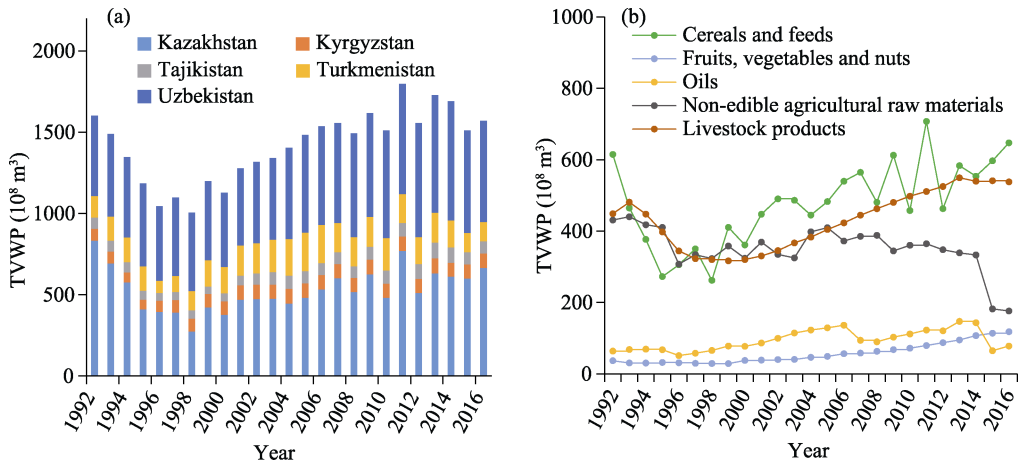 (a)
Kazakhstan
Kyrgyzstan
Tajikistan
Turkmenistan
Uzbekistan
TVWP (10⁸ m³)
2000
1500
1000
500
0
1992
1994
1996
1998
2000
2002
2004
2006
2008
2010
2012
2014
2016
Year
(b)
Cereals and feeds
Fruits, vegetables and nuts
Oils
Non-edible agricultural raw materials
Livestock products
TVWP (10⁸ m³)
1000
800
600
400
200
0
1992
1994
1996
1998
2000
2002
2004
2006
2008
2010
2012
2014
2016
Year